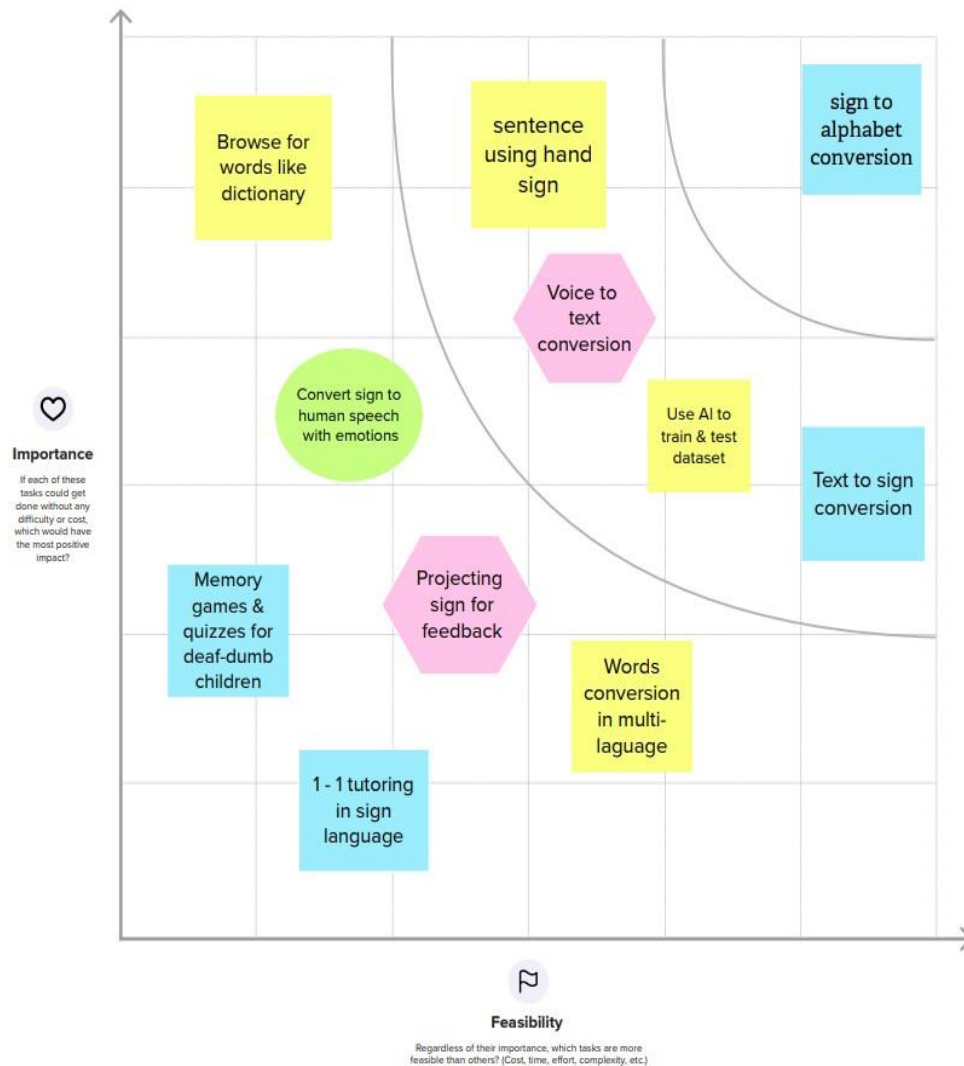 Browse for
words like
dictionary
sentence
using hand
sign
sign to
alphabet
conversion
Voice to
text
conversion
Convert sign to
human speech
with emotions
Use AI to
train & test
dataset
Text to sign
conversion
Importance
If each of these
tasks could get
done without any
difficulty or cost,
which would have
the most positive
impact?
Memory
games &
quizzes for
deaf-dumb
children
Projecting
sign for
feedback
Words
conversion
in multi-
laguage
1 - 1 tutoring
in sign
language
Feasibility
Regardless of their importance, which tasks are more
feasible than others? (Cost, time, effort, complexity, etc.)